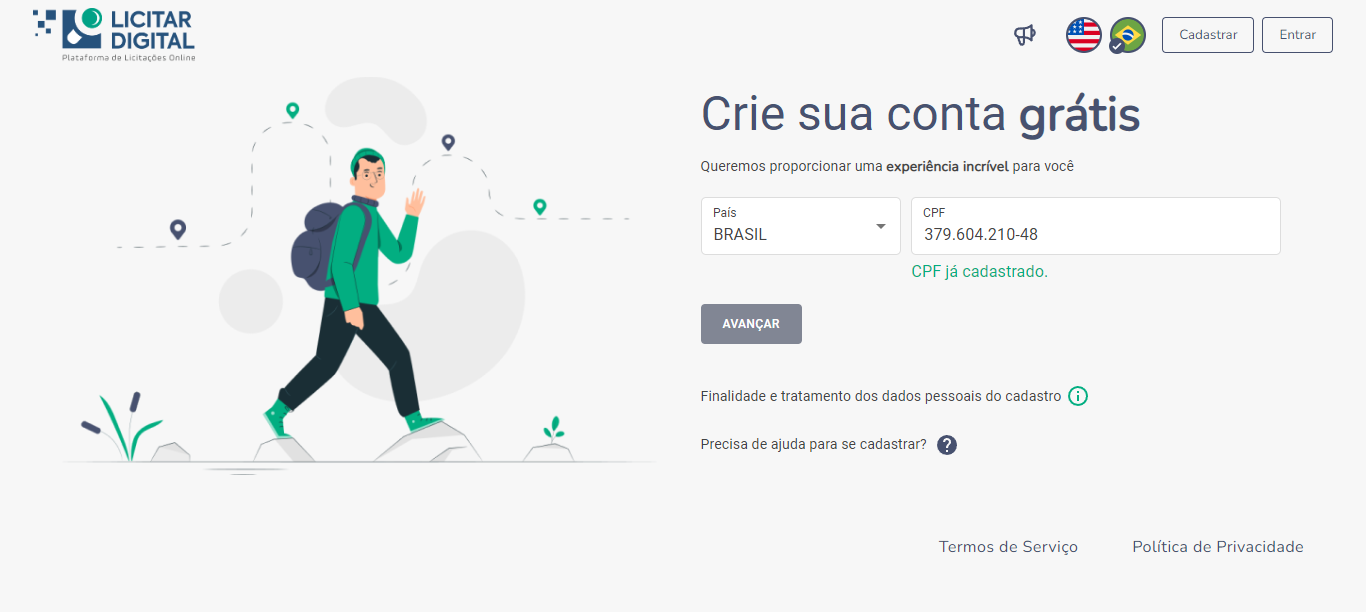 LICITAR
DIGITAL
Plataforma de Licitações Online
Cadastrar
Entrar
Crie sua conta grátis
Queremos proporcionar uma experiência incrível para você
País
BRASIL
CPF
379.604.210-48
CPF já cadastrado.
AVANÇAR
Finalidade e tratamento dos dados pessoais do cadastro
Precisa de ajuda para se cadastrar?
Termos de Serviço
Política de Privacidade